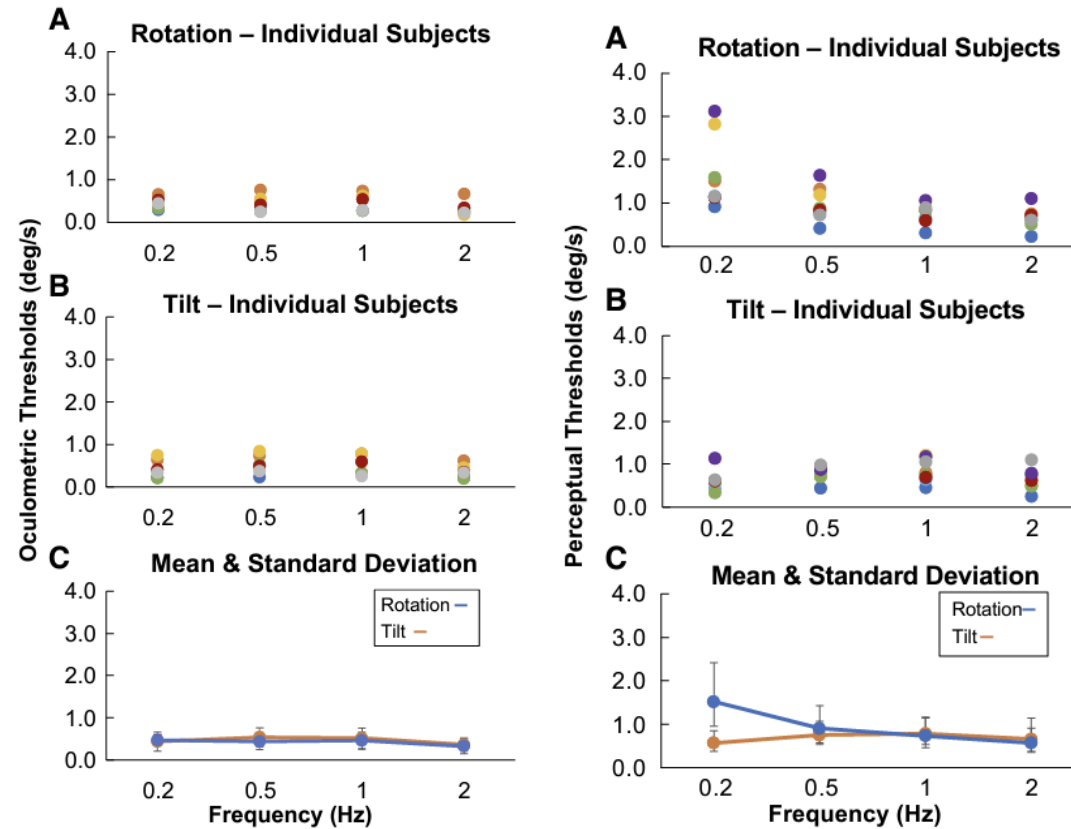 A
Rotation – Individual Subjects
4.0
3.0
2.0
1.0
0.0
0.2 0.5 1 2
B
Tilt – Individual Subjects
4.0
3.0
2.0
1.0
0.0
0.2 0.5 1 2
C
Mean & Standard Deviation
4.0
3.0
2.0
1.0
0.0
Rotation
Tilt
0.2 0.5 1 2
Frequency (Hz)
Oculometric Thresholds (deg/s)
A
Rotation – Individual Subjects
4.0
3.0
2.0
1.0
0.0
0.2 0.5 1 2
B
Tilt – Individual Subjects
4.0
3.0
2.0
1.0
0.0
0.2 0.5 1 2
C
Mean & Standard Deviation
4.0
3.0
2.0
1.0
0.0
Rotation
Tilt
0.2 0.5 1 2
Frequency (Hz)
Perceptual Thresholds (deg/s)